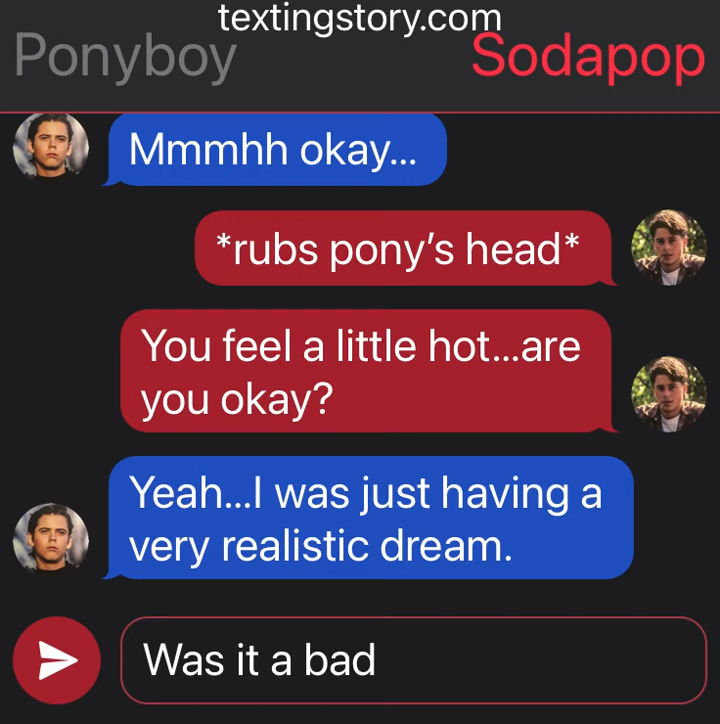 textingstory.com
Ponyboy
Sodapop
Mmmhh okay...
*rubs pony’s head*
You feel a little hot...are
you okay?
Yeah...I was just having a
very realistic dream.
Was it a bad